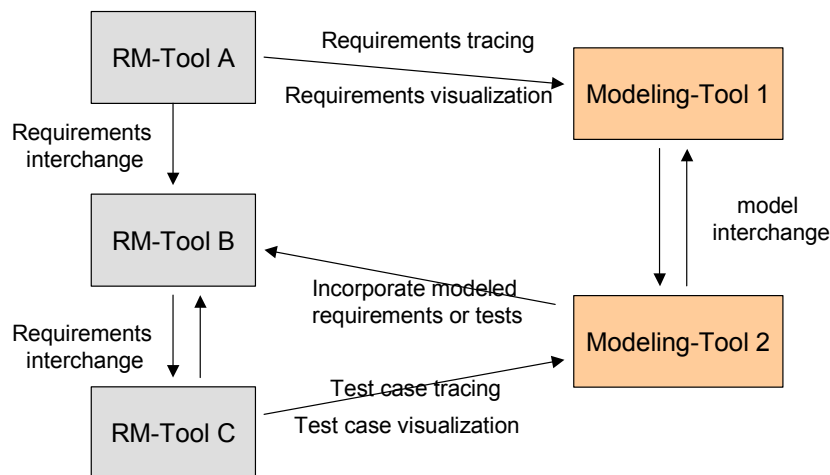 RM-Tool A
Requirements tracing
Requirements visualization
Modeling-Tool 1
Requirements
interchange
RM-Tool B
model
interchange
Incorporate modeled
requirements or tests
Requirements
interchange
Modeling-Tool 2
Test case tracing
Test case visualization
RM-Tool C